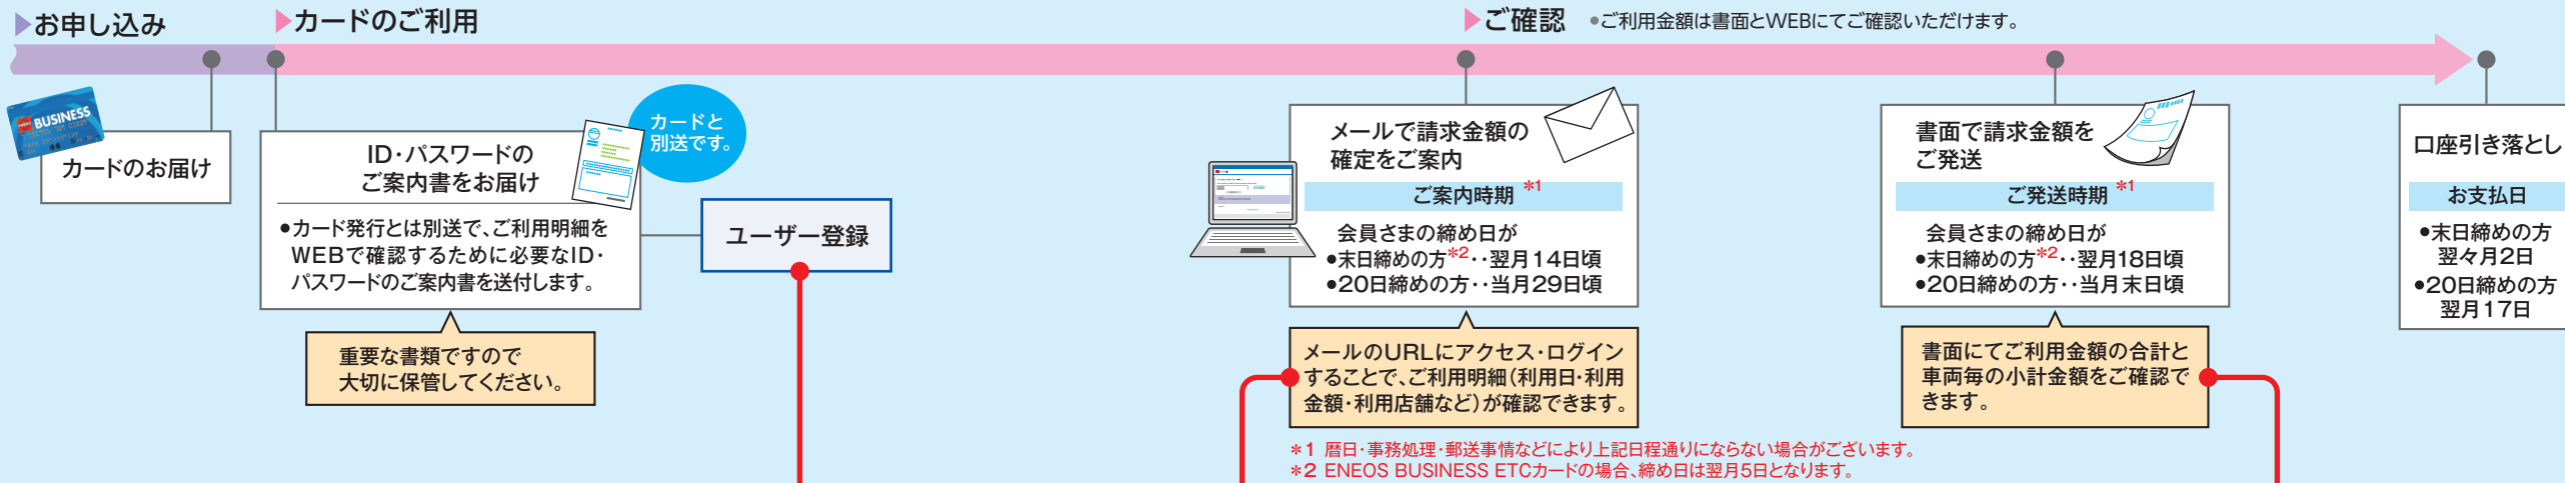 ▶お申し込み
▶カードのご利用
▶ご確認 ●ご利用金額は書面とWEBにてご確認いただけます。
BUSINESS
カードのお届け
ID・パスワードの
ご案内書をお届け
カードと
別送です。
●カード発行とは別送で、ご利用明細を
WEBで確認するために必要なID・
パスワードのご案内書を送付します。
重要な書類ですので
大切に保管してください。
ユーザー登録
メールで請求金額の
確定をご案内
ご案内時期 *1
会員さまの締め日が
●末日締めの方*2・・翌月14日頃
●20日締めの方・・当月29日頃
メールのURLにアクセス・ログイン
することで、ご利用明細(利用日・利用
金額・利用店舗など)が確認できます。
書面で請求金額を
ご発送
ご発送時期 *1
会員さまの締め日が
●末日締めの方*2・・翌月18日頃
●20日締めの方・・当月末日頃
書面にてご利用金額の合計と
車両毎の小計金額をご確認で
きます。
口座引き落とし
お支払日
●末日締めの方
翌々月2日
●20日締めの方
翌月17日
*1 暦日・事務処理・郵送事情などにより上記日程通りにならない場合がございます。
*2 ENEOS BUSINESS ETCカードの場合、締め日は翌月5日となります。